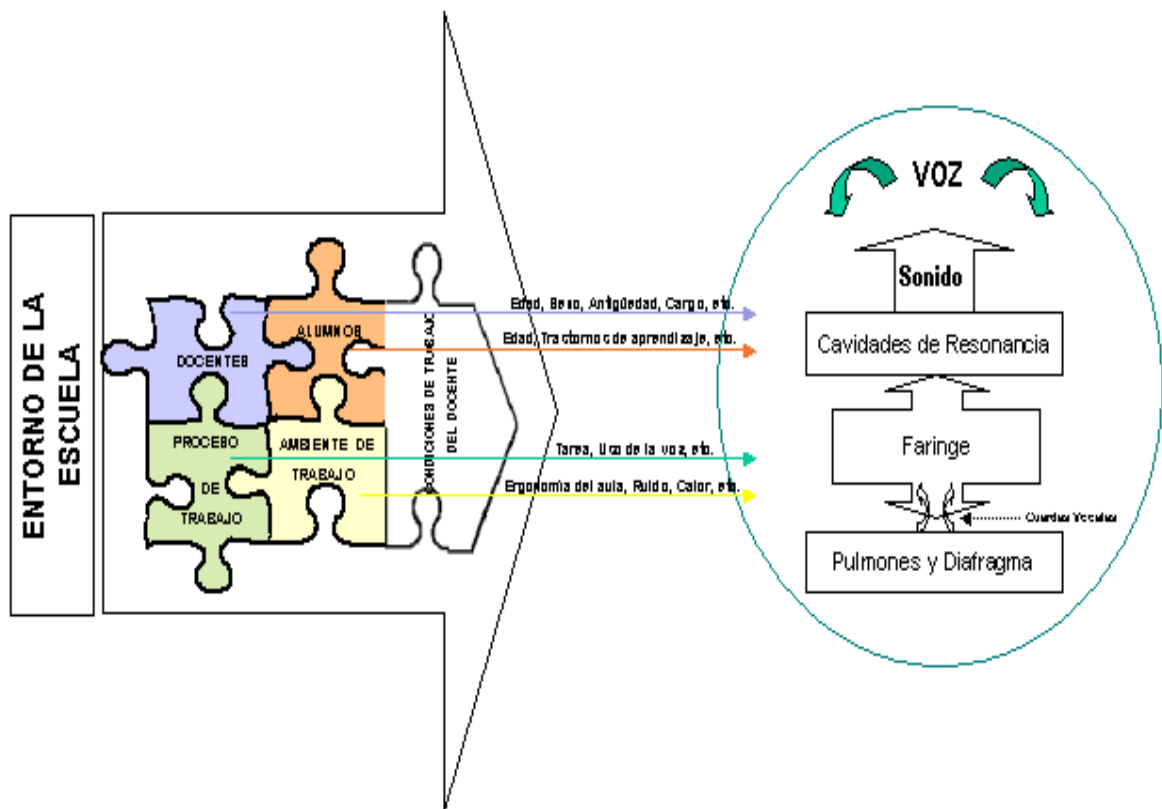 ENTORNO DE LA
ESCUELA
DOCENTES
ALUMNOS
PROCESO
DE
TRABAJO
AMBIENTE DE
TRABAJO
CONDICIONES DE TRABAJO
DEL DOCENTE
Edad, Sexo, Antigüedad, Cargo, etc.
Edad, Trastornos de aprendizaje, etc.
Tarea, Uso de la voz, etc.
Ergonomía del aula, Ruido, Calor, etc.
VOZ
Sonido
Cavidades de Resonancia
Faringe
Cuerdas Vocales
Pulmones y Diafragma